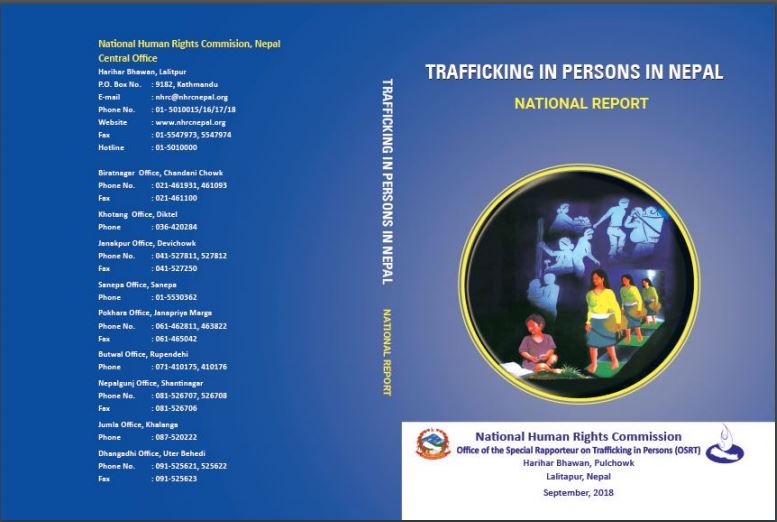 National Human Rights Commision, Nepal
Central Office
Harihar Bhawan, Lalitpur
P.O. Box No. : 9182, Kathmandu
E-mail : nhrc@nhrcnepal.org
Phone No. : 01- 5010015/16/17/18
Website : www.nhrcnepal.org
Fax : 01-5547973, 5547974
Hotline : 01-5010000
Biratnagar Office, Chandani Chowk
Phone No. : 021-461931, 461093
Fax : 021-461100
Khotang Office, Diktel
Phone : 036-420284
Janakpur Office, Devichowk
Phone No. : 041-527811, 527812
Fax : 041-527250
Sanepa Office, Sanepa
Phone : 01-5530362
Pokhara Office, Janapriya Marga
Phone No. : 061-462811, 463822
Fax : 061-465042
Butwal Office, Rupendehi
Phone : 071-410175, 410176
Nepalgunj Office, Shantinagar
Phone No. : 081-526707, 526708
Fax : 081-526706
Jumla Office, Khalanga
Phone : 087-520222
Dhangadhi Office, Uter Behedi
Phone No. : 091-525621, 525622
Fax : 091-525623
TRAFFICKING IN PERSONS IN NEPAL NATIONAL REPORT
TRAFFICKING IN PERSONS IN NEPAL
NATIONAL REPORT
National Human Rights Commission
Office of the Special Rapporteur on Trafficking in Persons (OSRT)
Harihar Bhawan, Pulchowk
Lalitapur, Nepal
September, 2018